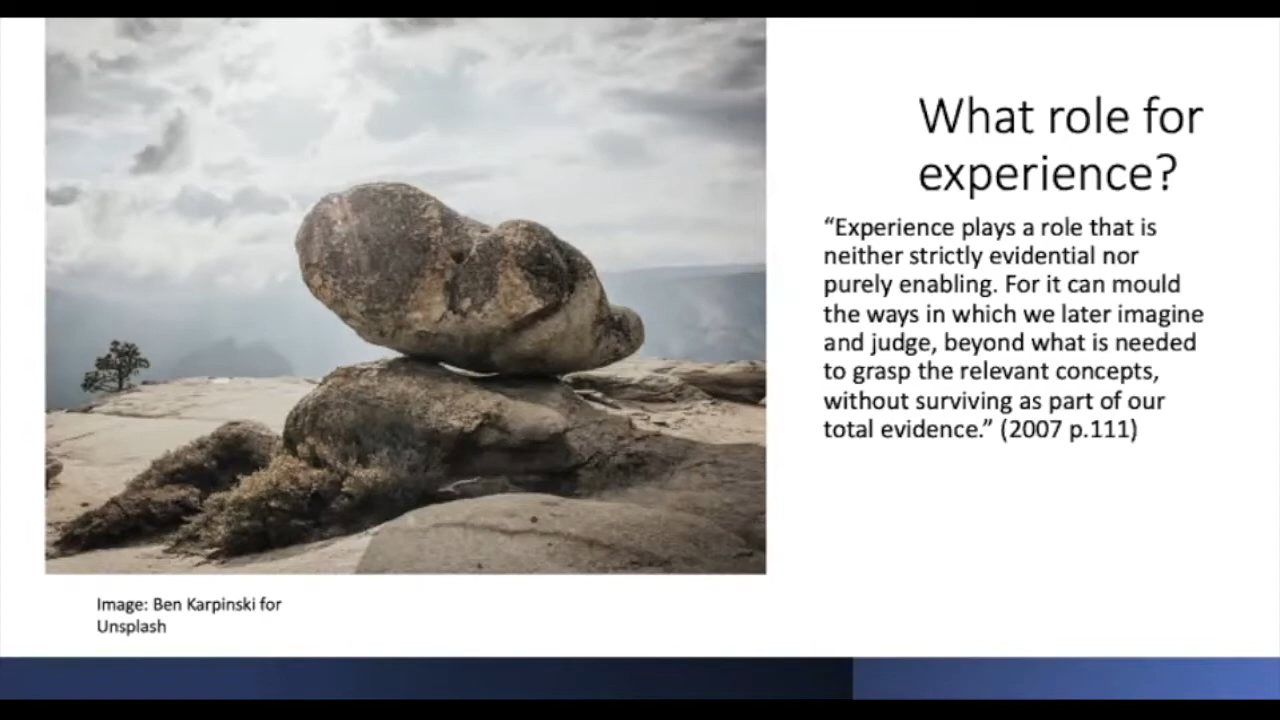 What role for
experience?
“Experience plays a role that is
neither strictly evidential nor
purely enabling. For it can mould
the ways in which we later imagine
and judge, beyond what is needed
to grasp the relevant concepts,
without surviving as part of our
total evidence.” (2007 p.111)
Image: Ben Karpinski for
Unsplash